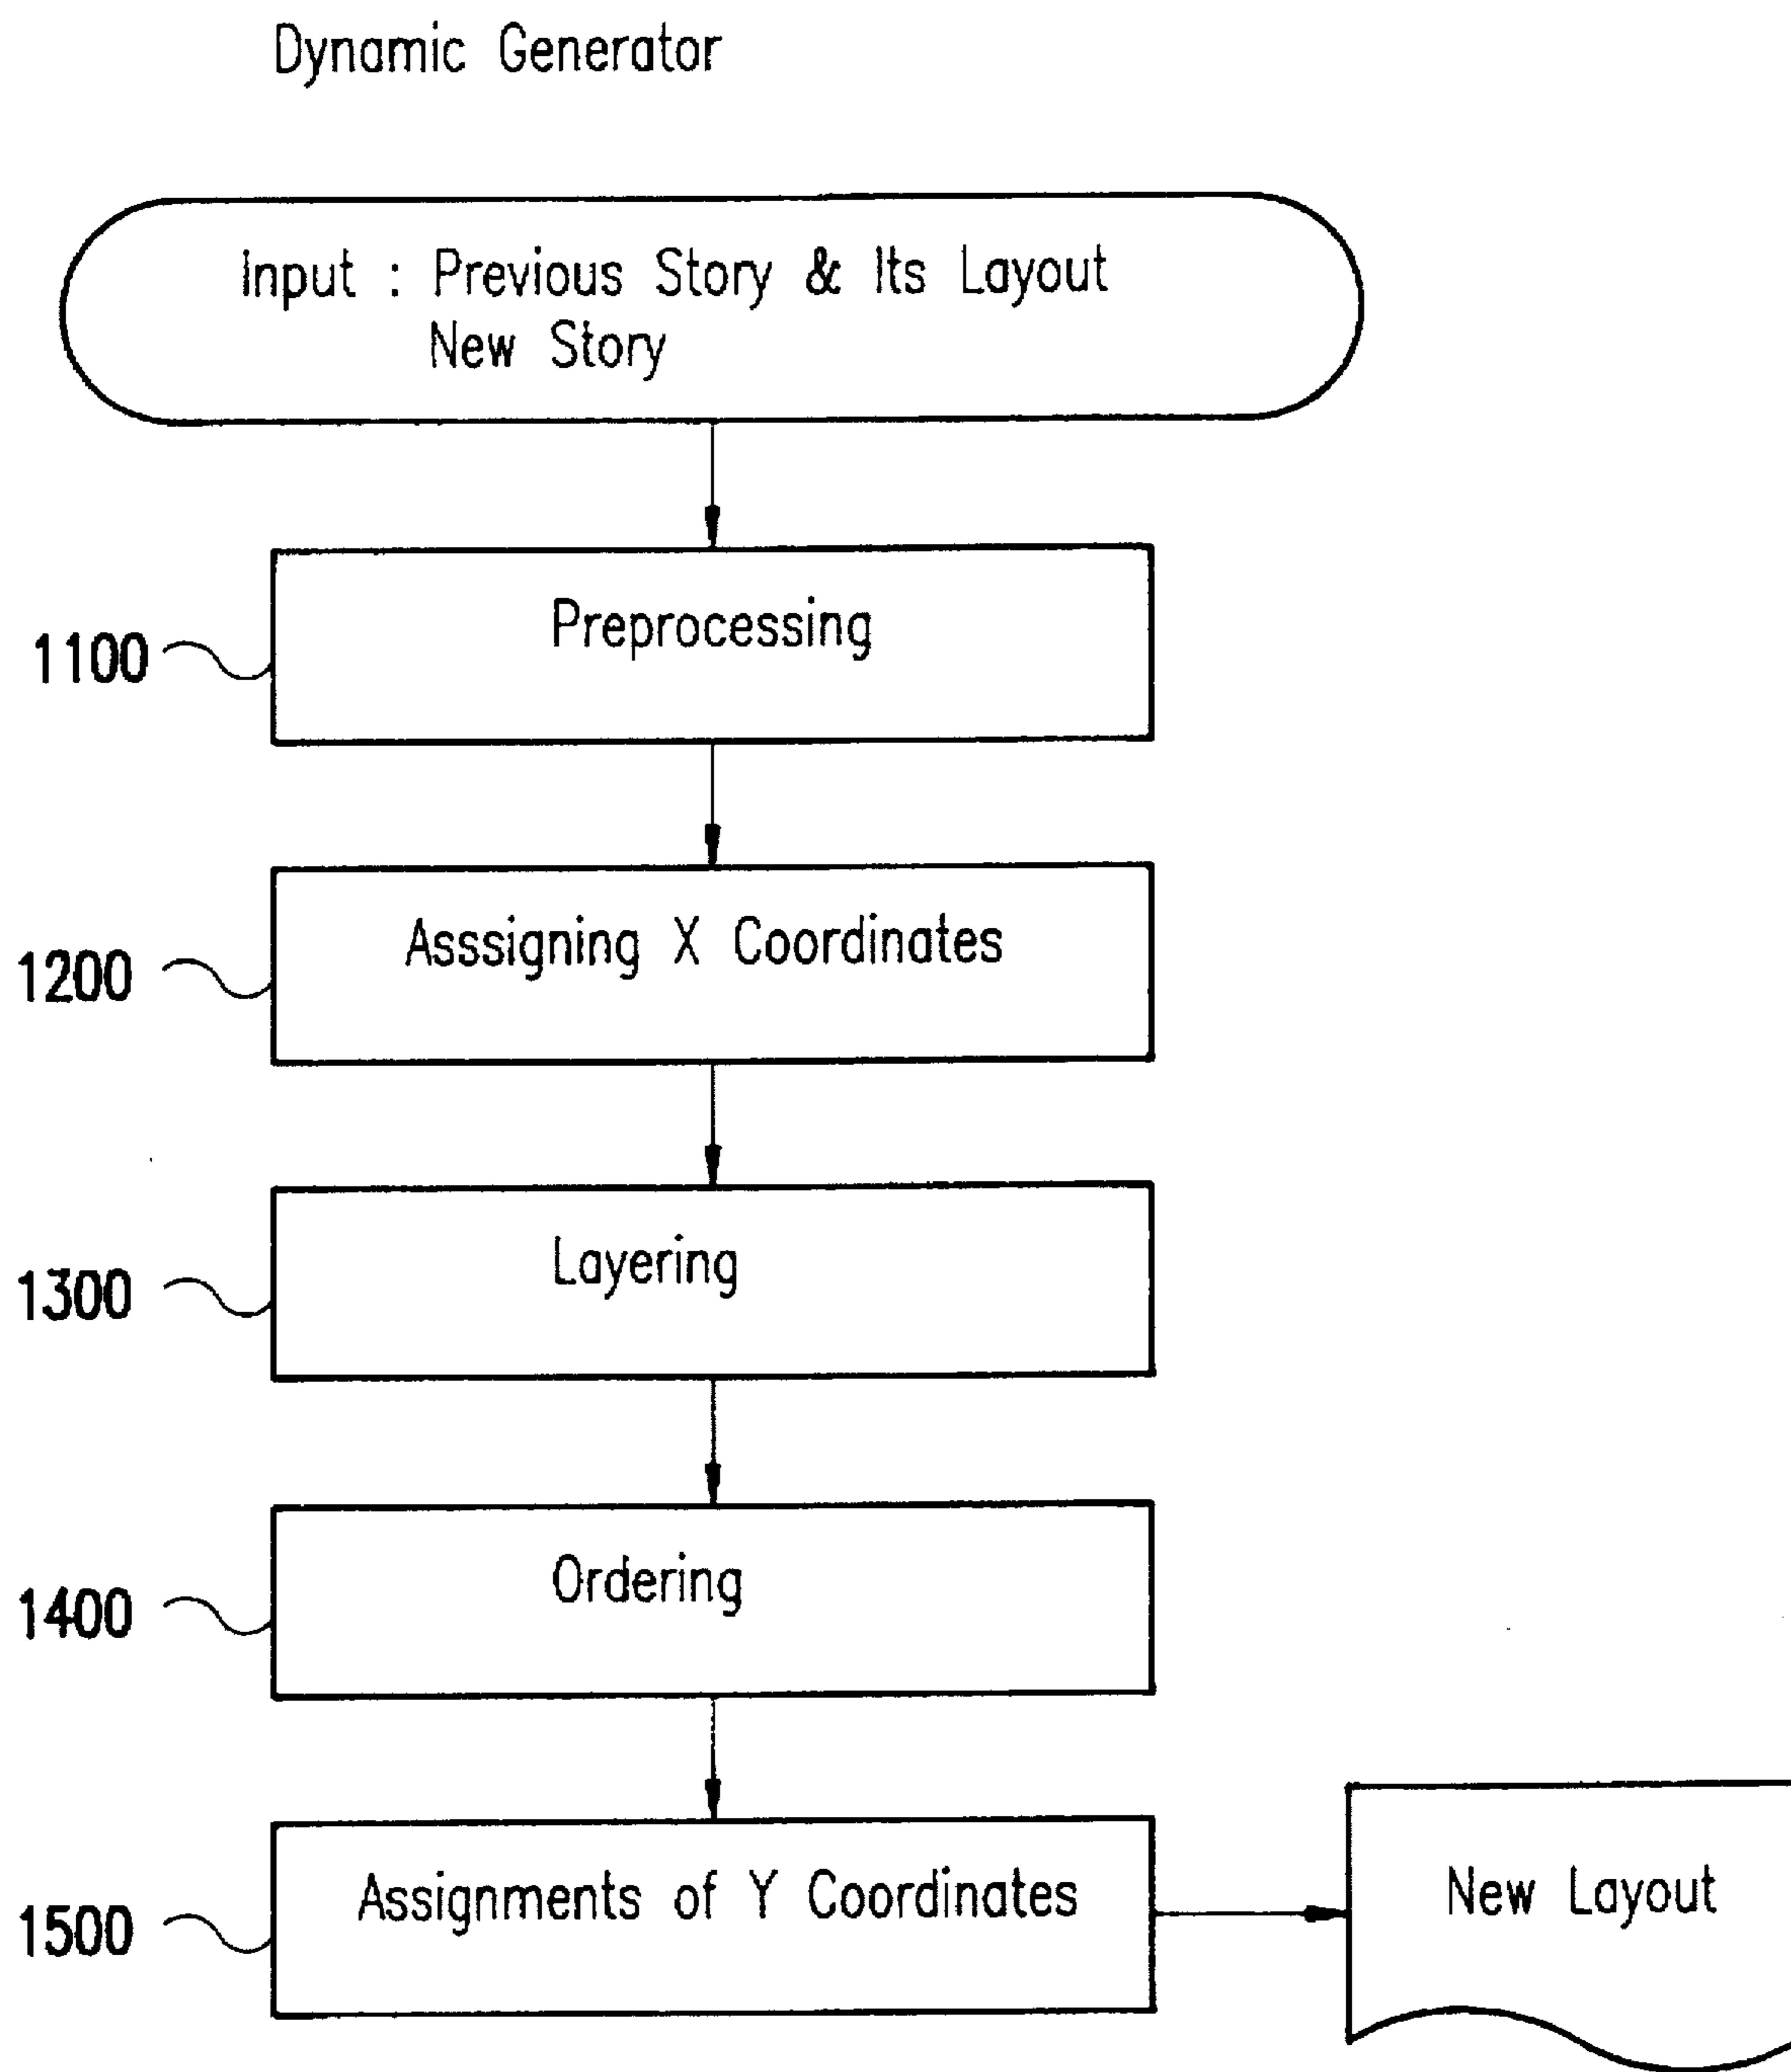 Dynamic Generator
Input : Previous Story & Its Layout
New Story
Preprocessing
1100
Asssigning X Coordinates
1200
Layering
1300
Ordering
1400
Assignments of Y Coordinates
1500
New Layout